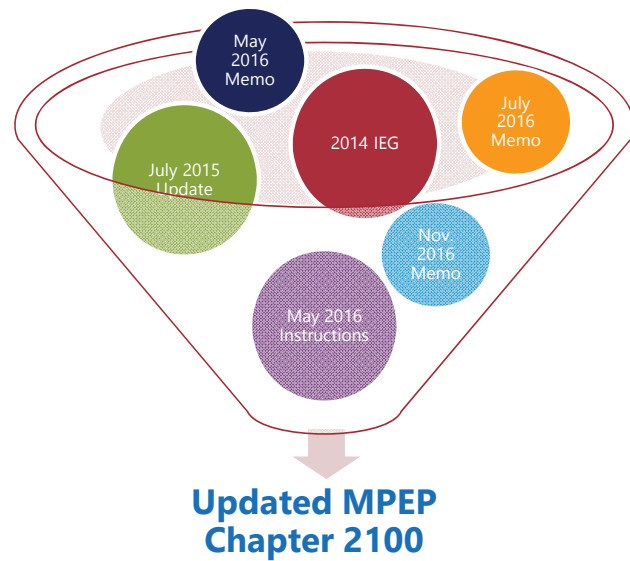 May
2016
Memo
July
2016
Memo
2014 IEG
July 2015
Update
Nov.
2016
Memo
May 2016
Instructions
Updated MPEP
Chapter 2100